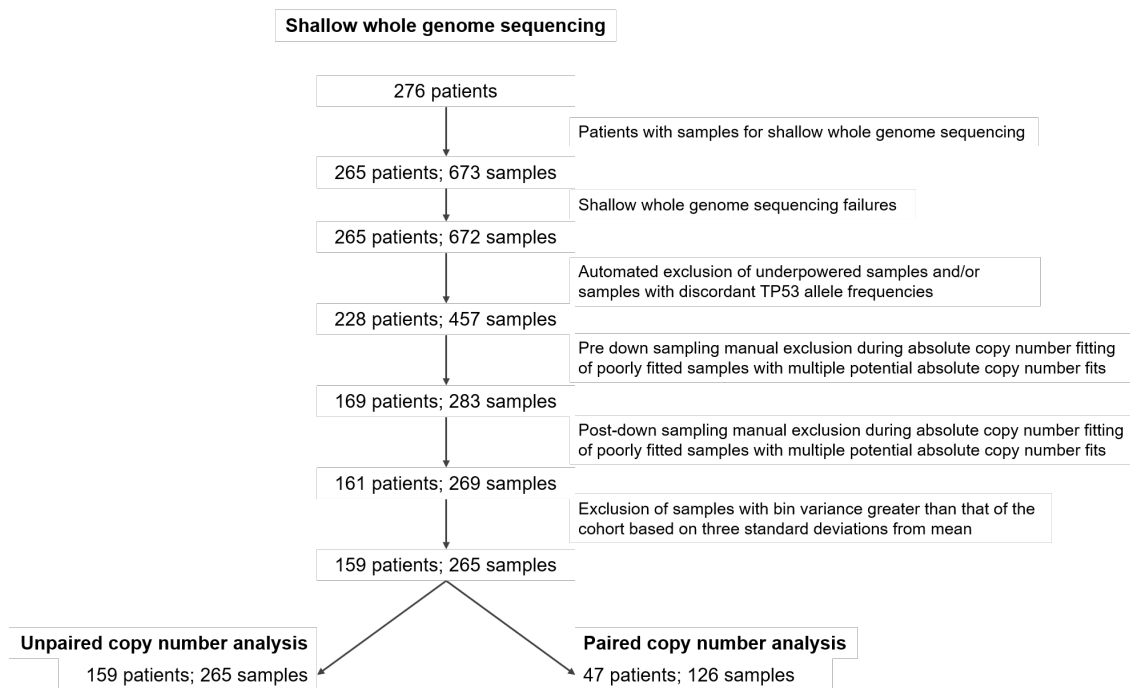 Shallow whole genome sequencing
276 patients
Patients with samples for shallow whole genome sequencing
265 patients; 673 samples
Shallow whole genome sequencing failures
265 patients; 672 samples
Automated exclusion of underpowered samples and/or
samples with discordant TP53 allele frequencies
228 patients; 457 samples
Pre down sampling manual exclusion during absolute copy number fitting
of poorly fitted samples with multiple potential absolute copy number fits
169 patients; 283 samples
Post-down sampling manual exclusion during absolute copy number fitting
of poorly fitted samples with multiple potential absolute copy number fits
161 patients; 269 samples
Exclusion of samples with bin variance greater than that of the
cohort based on three standard deviations from mean
159 patients; 265 samples
Unpaired copy number analysis
159 patients; 265 samples
Paired copy number analysis
47 patients; 126 samples